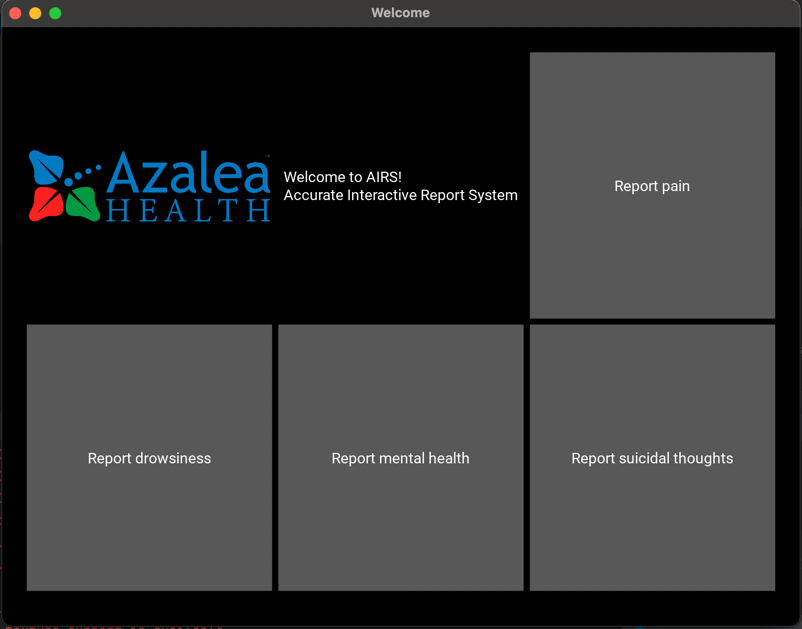 Welcome
Azalea
HEALTH
Welcome to AIRS!
Accurate Interactive Report System
Report pain
Report drowsiness
Report mental health
Report suicidal thoughts